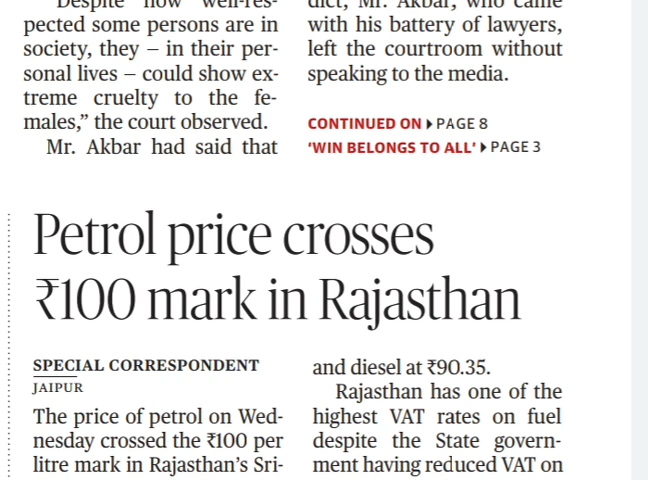 “Despite how well-res-
pected some persons are in
society, they – in their per-
sonal lives – could show ex-
treme cruelty to the fe-
males,” the court observed.
Mr. Akbar had said that
dict, Mr. Akbar, who came
with his battery of lawyers,
left the courtroom without
speaking to the media.
CONTINUED ON PAGE 8
‘WIN BELONGS TO ALL’ PAGE 3
Petrol price crosses
₹100 mark in Rajasthan
SPECIAL CORRESPONDENT
JAIPUR
The price of petrol on Wed-
nesday crossed the ₹100 per
litre mark in Rajasthan’s Sri-
and diesel at ₹90.35.
Rajasthan has one of the
highest VAT rates on fuel
despite the State govern-
ment having reduced VAT on